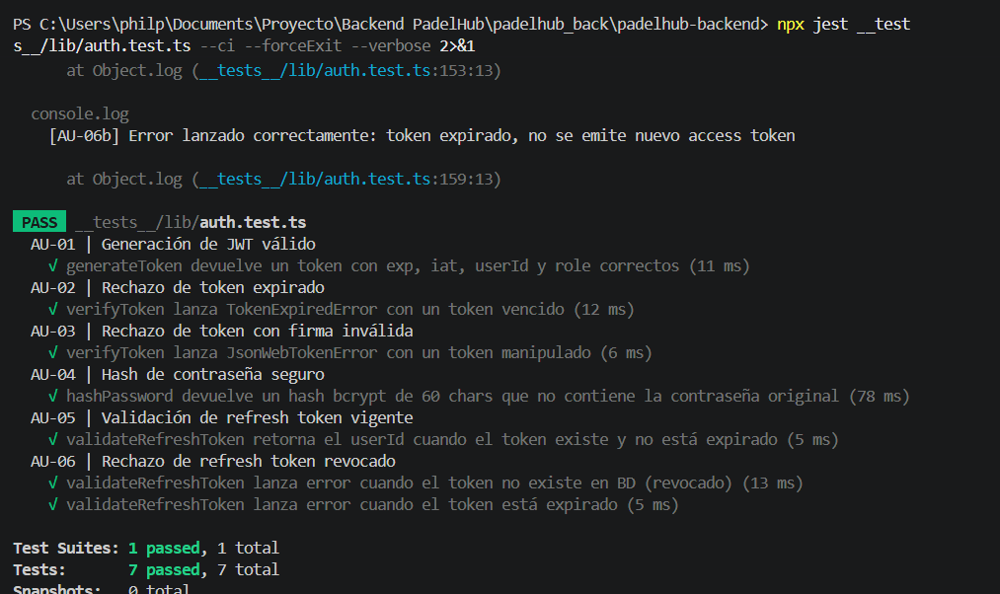 PS C:\Users\philp\Documents\Proyecto\Backend PadelHub\padelhub_back\padelhub-backend> npx jest __test
s__/lib/auth.test.ts --ci --forceExit --verbose 2>&1
at Object.log (__tests__/lib/auth.test.ts:153:13)
console.log
[AU-06b] Error lanzado correctamente: token expirado, no se emite nuevo access token
at Object.log (__tests__/lib/auth.test.ts:159:13)
PASS __tests__/lib/auth.test.ts
AU-01 | Generación de JWT válido
√ generateToken devuelve un token con exp, iat, userId y role correctos (11 ms)
AU-02 | Rechazo de token expirado
√ verifyToken lanza TokenExpiredError con un token vencido (12 ms)
AU-03 | Rechazo de token con firma inválida
√ verifyToken lanza JsonWebTokenError con un token manipulado (6 ms)
AU-04 | Hash de contraseña seguro
√ hashPassword devuelve un hash bcrypt de 60 chars que no contiene la contraseña original (78 ms)
AU-05 | Validación de refresh token vigente
√ validateRefreshToken retorna el userId cuando el token existe y no está expirado (5 ms)
AU-06 | Rechazo de refresh token revocado
√ validateRefreshToken lanza error cuando el token no existe en BD (revocado) (13 ms)
√ validateRefreshToken lanza error cuando el token está expirado (5 ms)
Test Suites: 1 passed, 1 total
Tests: 7 passed, 7 total
Snapshots: 0 total